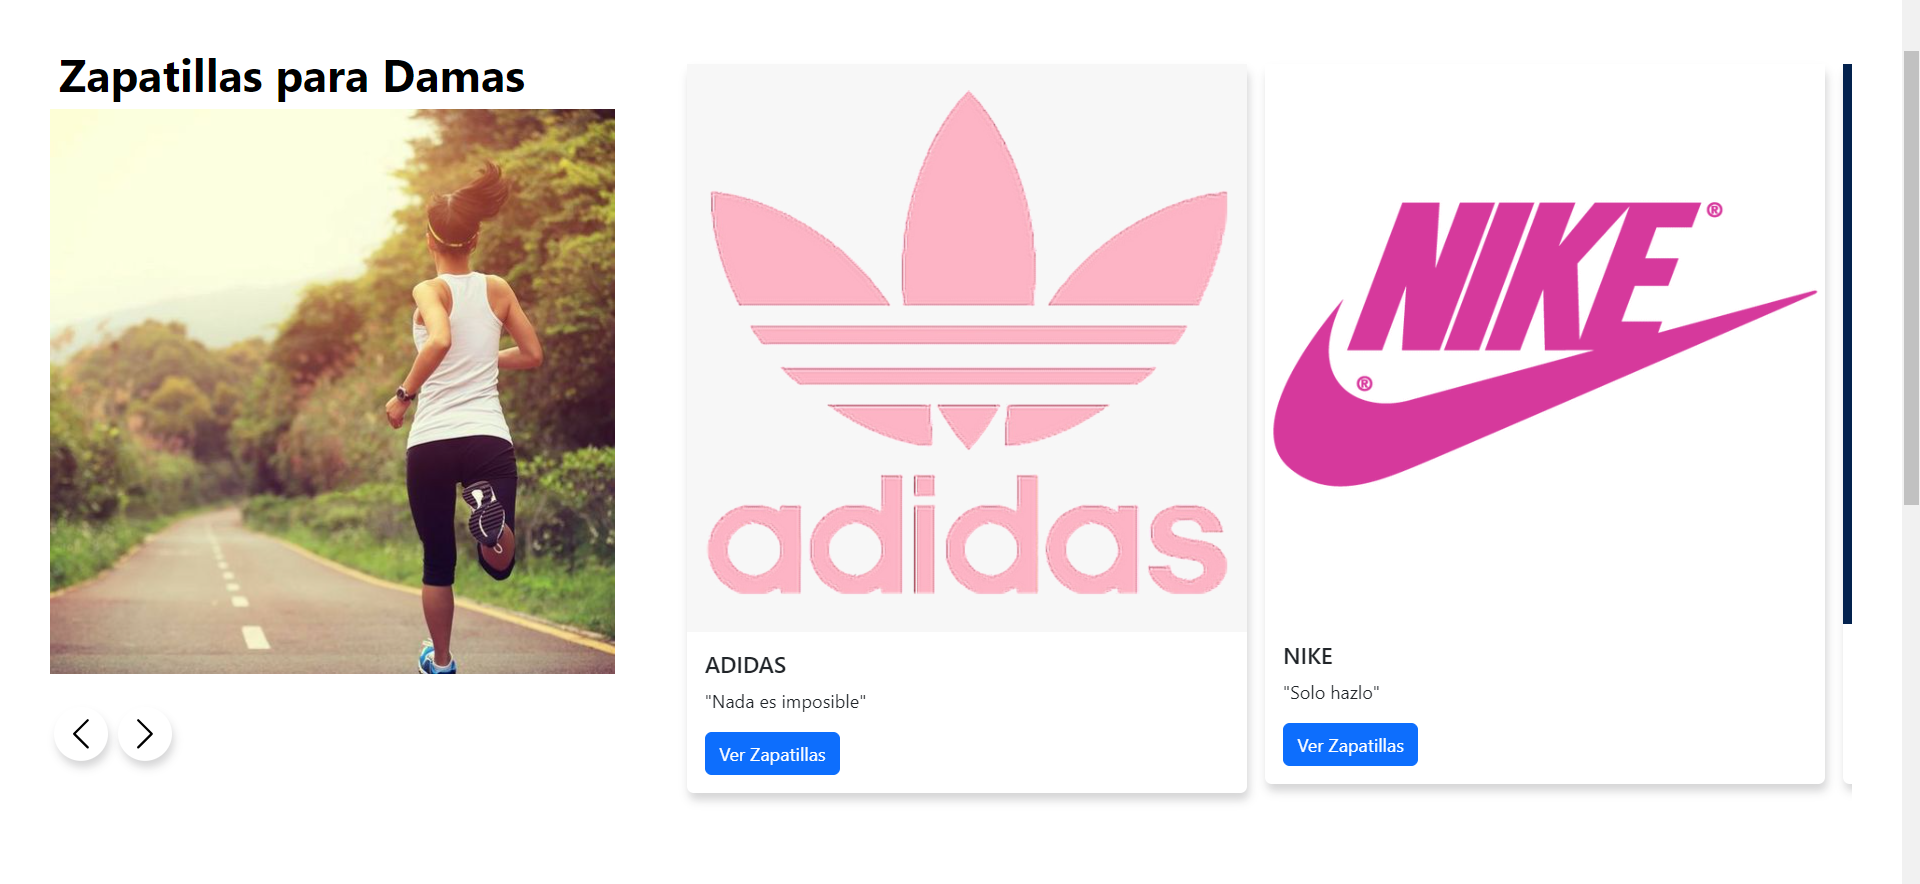 Zapatillas para Damas
adidas
ADIDAS
"Nada es imposible"
Ver Zapatillas
NIKE®
®
NIKE
"Solo hazlo"
Ver Zapatillas